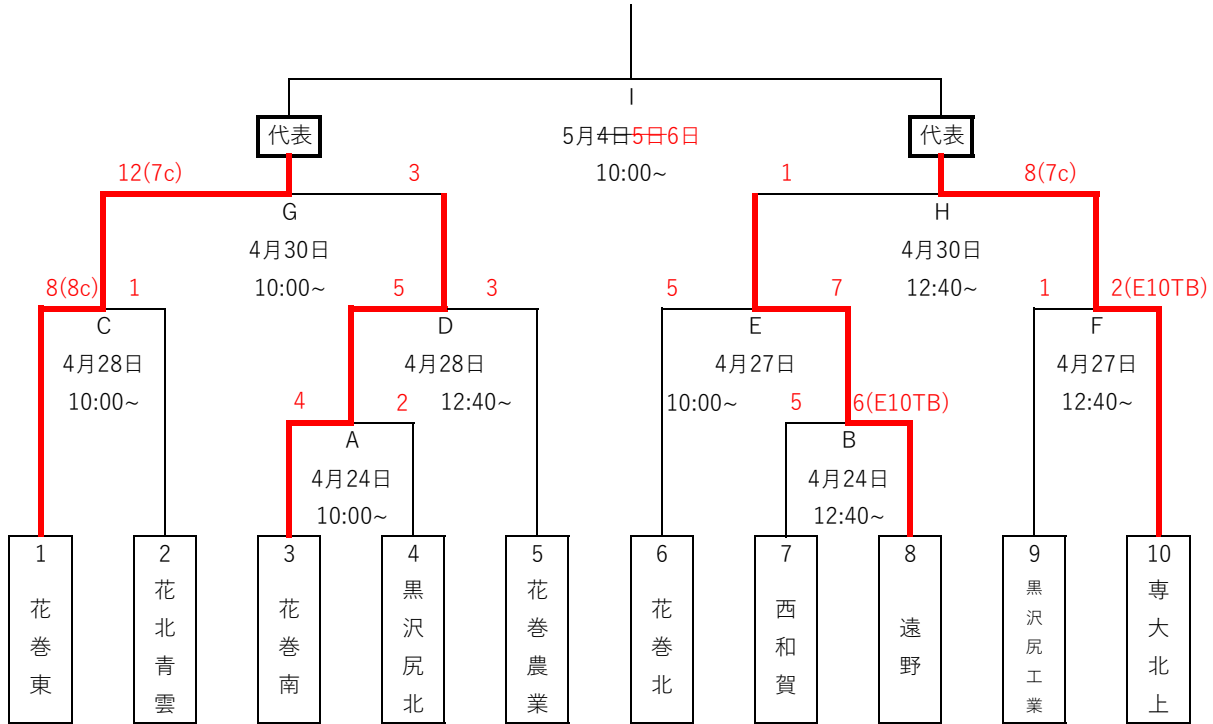 I
代表
代表
5月4日5日6日
10:00~
12(7c)
3
1
8(7c)
G
H
4月30日
4月30日
10:00~
12:40~
8(8c)
1
5
3
5
7
1
2(E10TB)
C
D
E
F
4月28日
4月28日
4月27日
4月27日
10:00~
12:40~
10:00~
12:40~
4
2
5
6(E10TB)
A
B
4月24日
4月24日
10:00~
12:40~
1
花巻東
2
花北青雲
3
花巻南
4
黒沢尻北
5
花巻農業
6
花巻北
7
西和賀
8
遠野
9
黒沢尻工業
10
専大北上